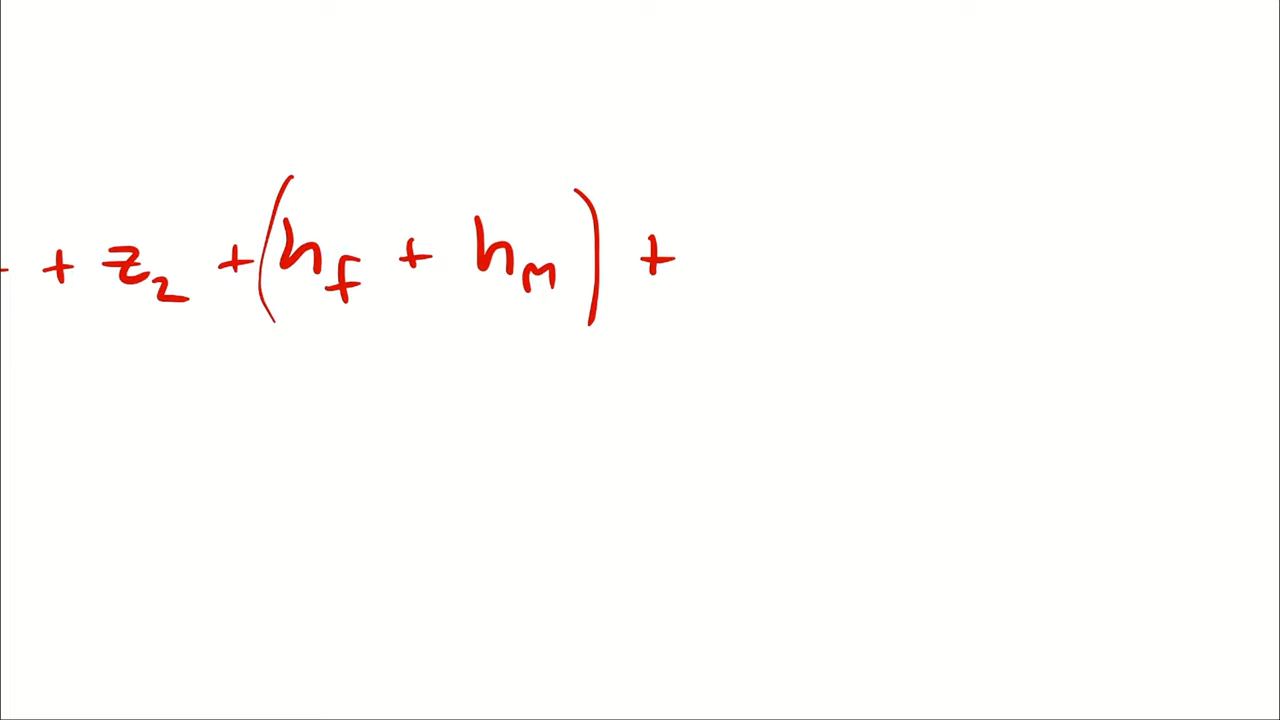 + z₂ + (h_f + h_m) +